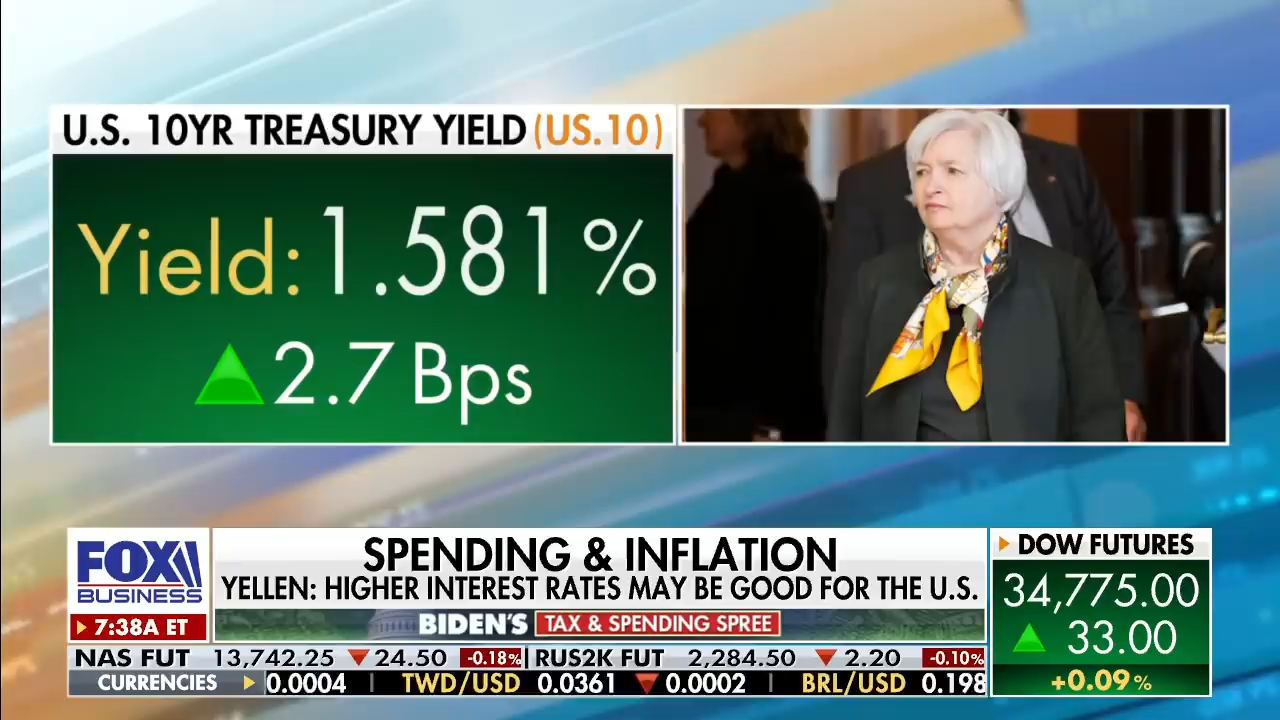 U.S. 10YR TREASURY YIELD (US.10)
Yield: 1.581 %
▲ 2.7 Bps
FOX BUSINESS
7:38A ET
SPENDING & INFLATION
YELLEN: HIGHER INTEREST RATES MAY BE GOOD FOR THE U.S.
BIDEN'S TAX & SPENDING SPREE
DOW FUTURES
34,775.00
▲ 33.00
+0.09%
NAS FUT 13,742.25 ▼ 24.50 -0.18% RUS2K FUT 2,284.50 ▼ 2.20 -0.10%
CURRENCIES 0.0004 | TWD/USD 0.0361 ▼ 0.0002 | BRL/USD 0.198